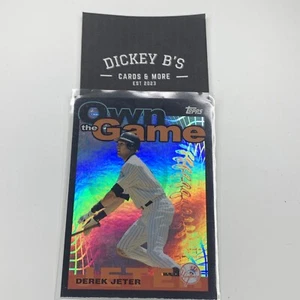 DICKEY B'S
CARDS & MORE
EST 2023
Topps
Own
the Game
DEREK JETER